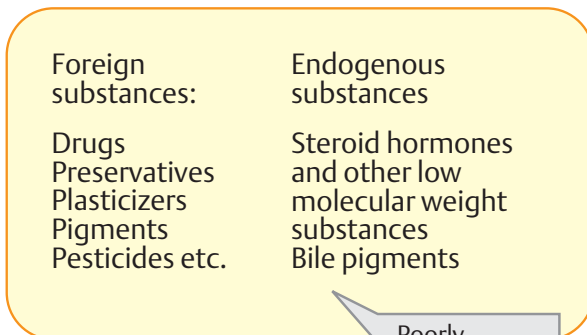 Foreign
substances:
Drugs
Preservatives
Plasticizers
Pigments
Pesticides etc.
Endogenous
substances
Steroid hormones
and other low
molecular weight
substances
Bile pigments
Poorly